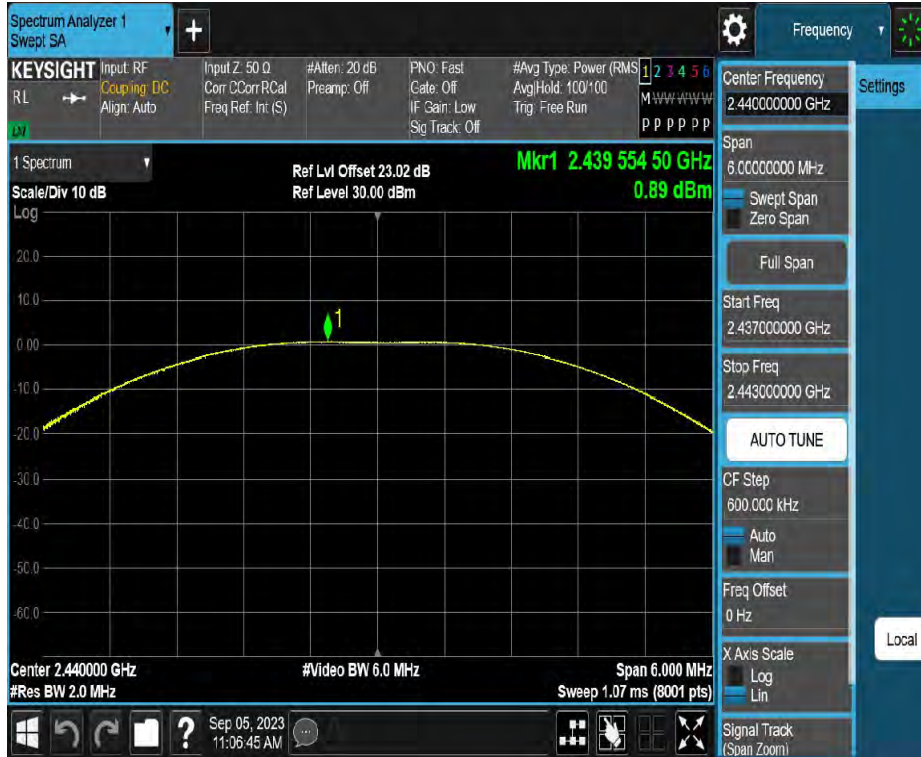 Spectrum Analyzer 1
Swept SA
+
Frequency
KEYSIGHT
RL
Input: RF
Coupling: DC
Align: Auto
Input Z: 50 Ω
Corr CCorr RCal
Freq Ref: Int (S)
#Atten: 20 dB
Preamp: Off
PNO: Fast
Gate: Off
IF Gain: Low
Sig Track: Off
#Avg Type: Power (RMS
Avg|Hold: 100/100
Trig: Free Run
1 2 3 4 5 6
M W W W W W
P P P P P P
1 Spectrum
Scale/Div 10 dB
Ref Lvl Offset 23.02 dB
Ref Level 30.00 dBm
Mkr1 2.439 554 50 GHz
0.89 dBm
Log
20.0
10.0
0.00
-10.0
-20.0
-30.0
-40.0
-50.0
-60.0
1
Center 2.440000 GHz
#Res BW 2.0 MHz
#Video BW 6.0 MHz
Span 6.000 MHz
Sweep 1.07 ms (8001 pts)
Center Frequency
2.440000000 GHz
Settings
Span
6.00000000 MHz
Swept Span
Zero Span
Full Span
Start Freq
2.437000000 GHz
Stop Freq
2.443000000 GHz
AUTO TUNE
CF Step
600.000 kHz
Auto
Man
Freq Offset
0 Hz
X Axis Scale
Log
Lin
Local
Signal Track
(Span Zoom)
?
Sep 05, 2023
11:06:45 AM